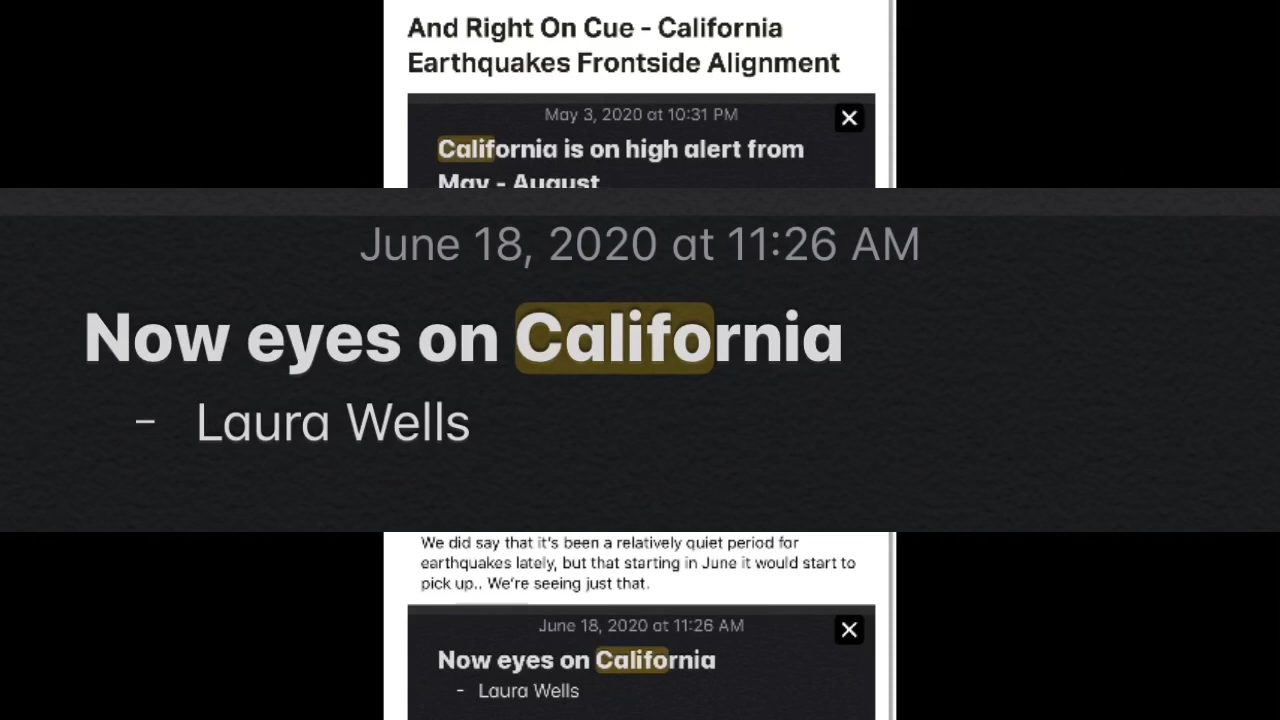 And Right On Cue - California
Earthquakes Frontside Alignment
May 3, 2020 at 10:31 PM
California is on high alert from
May - August
June 18, 2020 at 11:26 AM
Now eyes on California
- Laura Wells
We did say that it's been a relatively quiet period for
earthquakes lately, but that starting in June it would start to
pick up.. We're seeing just that.
June 18, 2020 at 11:26 AM
Now eyes on California
- Laura Wells